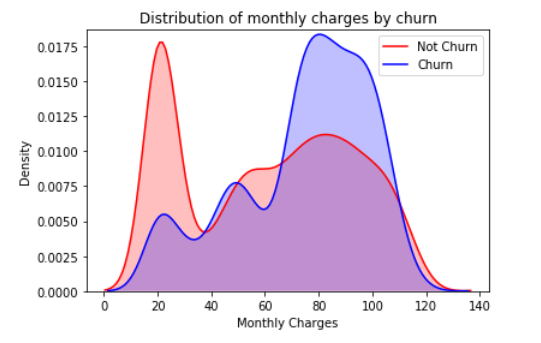 Distribution of monthly charges by churn
Not Churn
Churn
0.0175
0.0150
0.0125
0.0100
0.0075
0.0050
0.0025
0.0000
Density
0 20 40 60 80 100 120 140
Monthly Charges